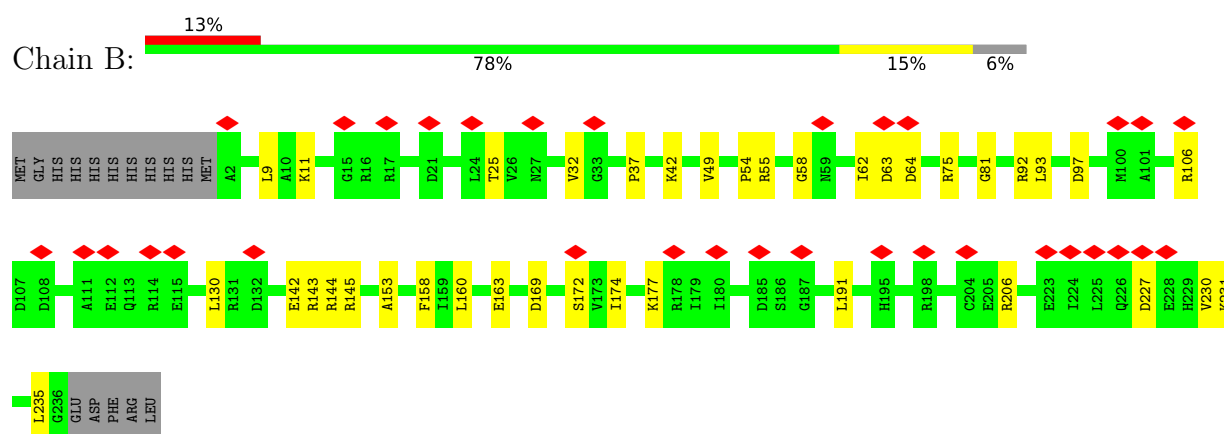 13%
Chain B:
78% 15% 6%
MET GLY HIS HIS HIS HIS HIS HIS HIS HIS MET A2 L9 A10 K11 G15 R16 R17 D21 L24 T25 V26 N27 V32 G33 P37 K42 V49 P54 R55 G58 N59 I62 D63 D64 R75 G81 R92 L93 D97 M100 A101 R106
D107 D108 A111 E112 Q113 R114 E115 L130 R131 D132 E142 R143 R144 R145 A153 F158 I159 L160 E163 D169 S172 V173 I174 K177 R178 I179 I180 D185 S186 G187 L191 H195 R198 C204 E205 R206 E223 I224 L225 Q226 D227 E228 H229 V230
L235 G236 GLU ASP PHE ARG LEU